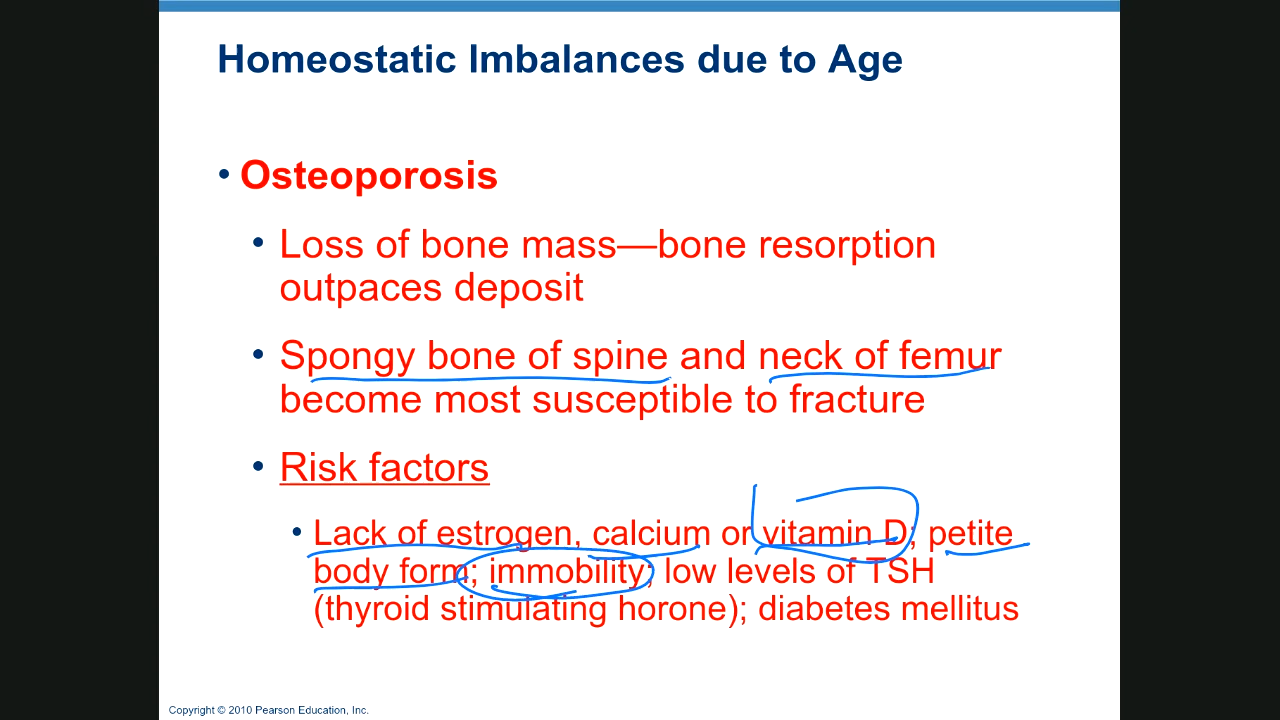 Homeostatic Imbalances due to Age
• Osteoporosis
• Loss of bone mass—bone resorption
outpaces deposit
• Spongy bone of spine and neck of femur
become most susceptible to fracture
• Risk factors
• Lack of estrogen, calcium or vitamin D; petite
body form; immobility; low levels of TSH
(thyroid stimulating horone); diabetes mellitus
Copyright © 2010 Pearson Education, Inc.